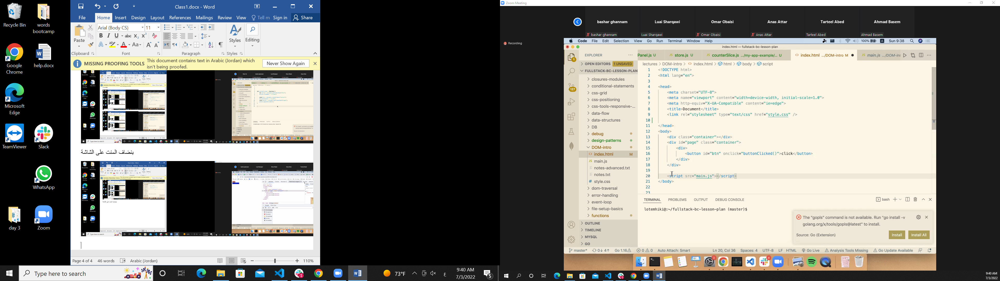 Recycle Bin
words bootcamp
Google Chrome
help.docx
Microsoft Edge
TeamViewer
Slack
WhatsApp
day 3
Zoom
Class1.docx - Word
File Home Insert Design Layout References Mailings Review View Tell m Sign in Share
Arial (Body CS) 11
Paste
Styles
Editing
Clipboard Font Paragraph Styles
MISSING PROOFING TOOLS This document contains text in Arabic (Jordan) which isn't being proofed. Never Show Again
بنضاف المنت على الشاشة
Page 4 of 4 46 words Arabic (Jordan) 110%
Type here to search
73°F
ع
9:40 AM
7/3/2022
5
Zoom Meeting
bashar ghannam Luai Sharqawi Omar Obaisi Anas Attar Tarteel Abed Ahmad Basem
bashar ghannam Luai Sharqawi Omar Obaisi Anas Attar Tarteel Abed Ahmad Basem
Recording
Code File Edit Selection View Go Run Terminal Window Help
100% A Sun 9:38
index.html — fullstack-bc-lesson-plan
EXPLORER
Panel.js U store.js U counterSlice.js .../my-app-example/... U index.html .../DOM-intro M main.js .../DOM-int
OPEN EDITORS 1 UNSAVED
lectures > DOM-intro > index.html > html > body > script
FULLSTACK-BC-LESSON-PLAN
closures-modules
conditional-statements
css-grid
css-positioning
css-tools-responsive-...
data-flow
data-structures
DB
debug
design-patterns
DOM-intro
index.html M
main.js
notes-advanced.txt
notes.txt
style.css
dom-traversal
error-handling
event-loop
file-setup-basics
functions
OUTLINE
TIMELINE
MYSQL
GO
1
127
1 <!DOCTYPE html>
2 <html lang="en">
3
4 <head>
5 <meta charset="UTF-8">
6 <meta name="viewport" content="width=device-width, initial-scale=1.0">
7 <meta http-equiv="X-UA-Compatible" content="ie=edge">
8 <title>Document</title>
9 <link rel="stylesheet" type="text/css" href="style.css" />
10
11 </head>
12 <body>
13 <div class="container"></div>
14 <div id="page" class="container">
15 <div>
16 <button id="btn" onclick="buttonClicked()">click</button>
17 </div>
18 </div>
19
20 <script src="main.js"></script>
21 </body>
22
23
TERMINAL PROBLEMS OUTPUT DEBUG CONSOLE
bash
lotemhiki@:~/fullstack-bc-lesson-plan (master)$
The "gopls" command is not available. Run "go install -v
golang.org/x/tools/gopls@latest" to install.
Source: Go (Extension) Install Install All
master* 0↓ 4↑ Go 1.16 0 0 Auto Attach: Smart Ln 20, Col 36 Spaces: 4 UTF-8 LF HTML Go Live Analysis Tools Missing Go Update Available
9:40 AM
7/3/2022